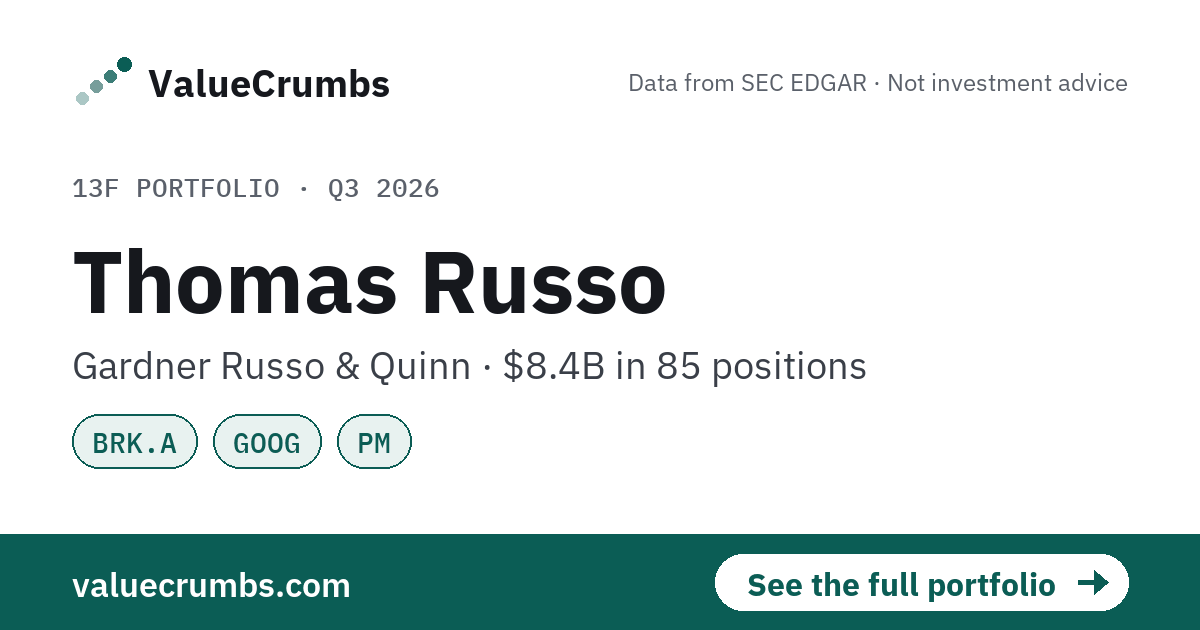 ValueCrumbs
Data from SEC EDGAR · Not investment advice
13F PORTFOLIO · Q3 2026
Thomas Russo
Gardner Russo & Quinn · $8.4B in 85 positions
BRK.A GOOG PM
valuecrumbs.com
See the full portfolio →